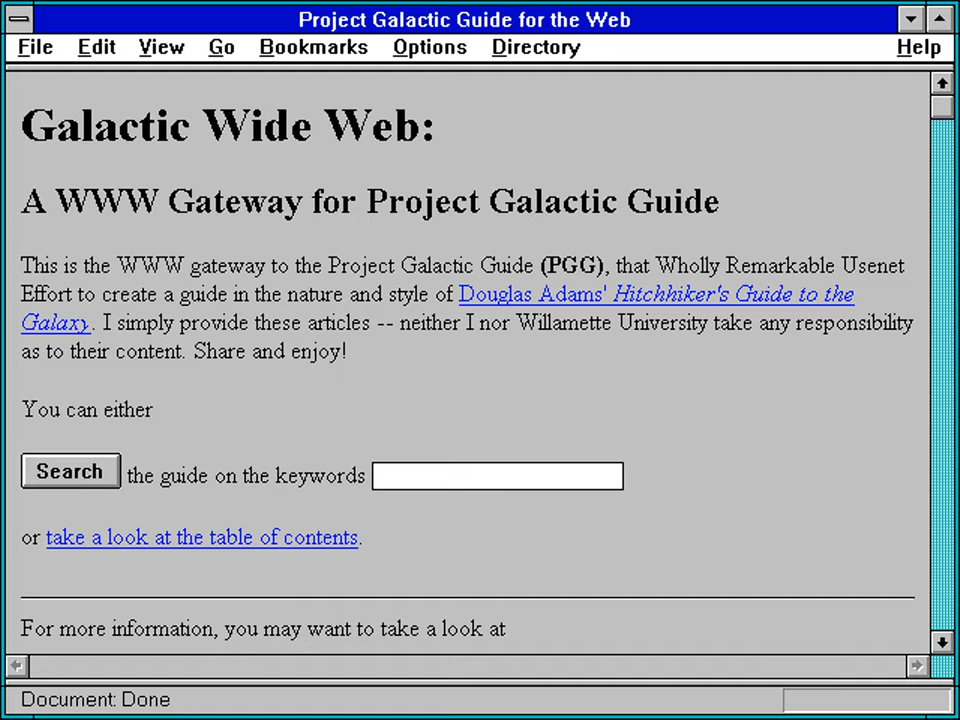 Project Galactic Guide for the Web
File Edit View Go Bookmarks Options Directory Help
Galactic Wide Web:
A WWW Gateway for Project Galactic Guide
This is the WWW gateway to the Project Galactic Guide (PGG), that Wholly Remarkable Usenet
Effort to create a guide in the nature and style of Douglas Adams' Hitchhiker's Guide to the
Galaxy. I simply provide these articles -- neither I nor Willamette University take any responsibility
as to their content. Share and enjoy!
You can either
Search the guide on the keywords
or take a look at the table of contents.
For more information, you may want to take a look at
Document: Done